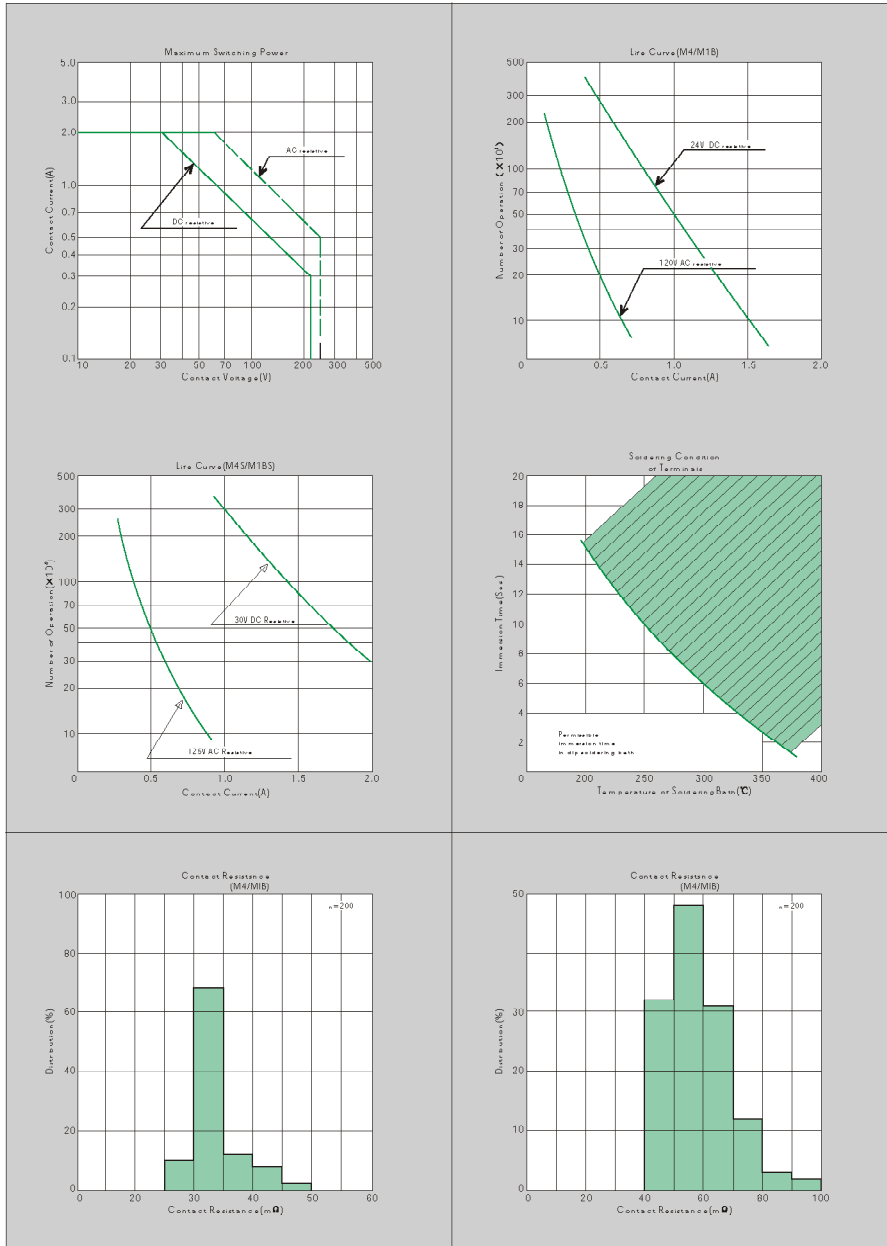 Maximum Switching Power
Contact Current(A)
5.0
3.0
2.0
1.0
0.7
0.5
0.4
0.3
0.2
0.1
AC resistive
DC resistive
10 30 50 70 100 200 300 500
Contact Voltage(V)
Life Curve(M4/M1B)
Number of Operation
500
300
200
100
70
50
30
20
10
24V DC resistive
120V AC resistive
0 0.5 1.0 1.5 2.0
Contact Current(A)
Life Curve(M4S/M1BS)
Number of Operation(X10⁴)
500
300
200
100
70
50
30
20
10
30V DC Resistive
125V AC Resistive
0 0.5 1.0 1.5 2.0
Contact Current(A)
Soldering Condition
of Terminals
Immersion Time(Sec)
20
18
16
14
12
10
8
6
4
2
Permissible
immersion time
in dip soldering bath
0 200 250 300 350 400
Temperature of Soldering Bath(℃)
Contact Resistance
(M4/MIB)
n=200
Distribution(%)
100
80
60
40
20
0
0 20 30 40 50 60
Contact Resistance(mΩ)
Contact Resistance
(M4/MIB)
n=200
Distribution(%)
50
40
30
20
10
0
0 20 40 60 80 100
Contact Resistance(mΩ)